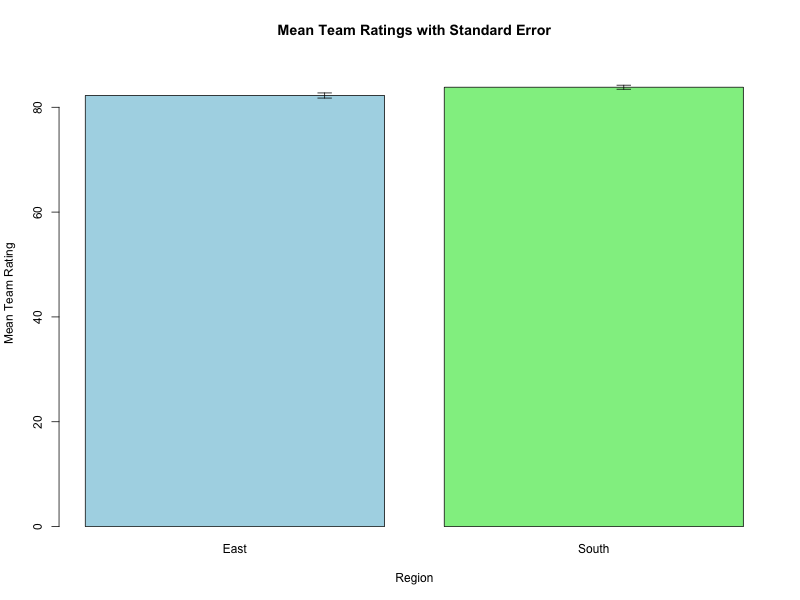 Mean Team Ratings with Standard Error
Mean Team Rating
80
60
40
20
0
East South
Region